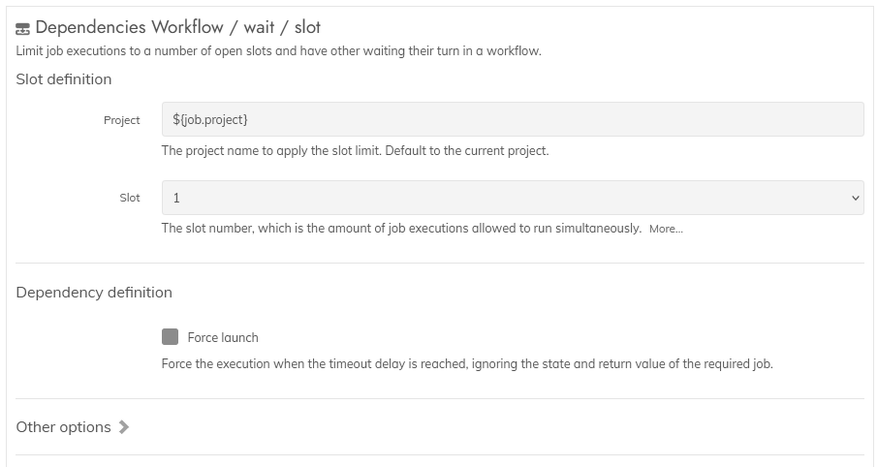 Dependencies Workflow / wait / slot
Limit job executions to a number of open slots and have other waiting their turn in a workflow.
Slot definition
Project
${job.project}
The project name to apply the slot limit. Default to the current project.
Slot
1
The slot number, which is the amount of job executions allowed to run simultaneously. More...
Dependency definition
Force launch
Force the execution when the timeout delay is reached, ignoring the state and return value of the required job.
Other options